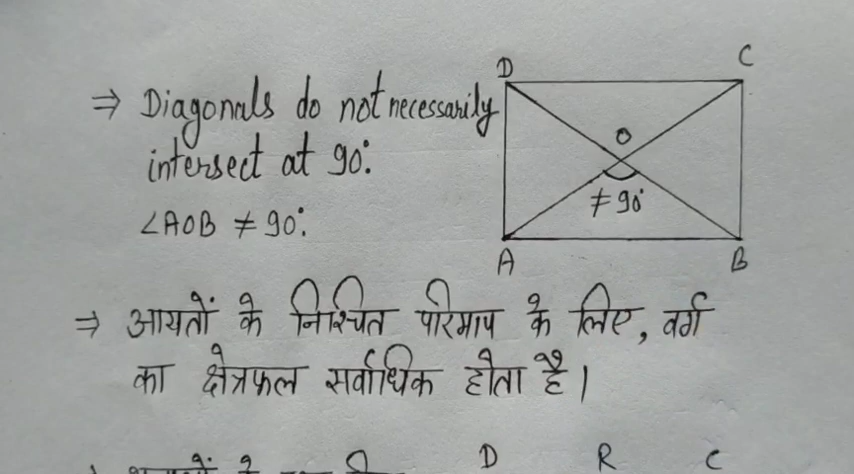 ⇒ Diagonals do not necessarily
intersect at 90°.
∠AOB ≠ 90°.
D C
O
≠ 90°
A B
⇒ आयतों के निश्चित परिमाप के लिए, वर्ग
का क्षेत्रफल सर्वाधिक होता है।
D R C